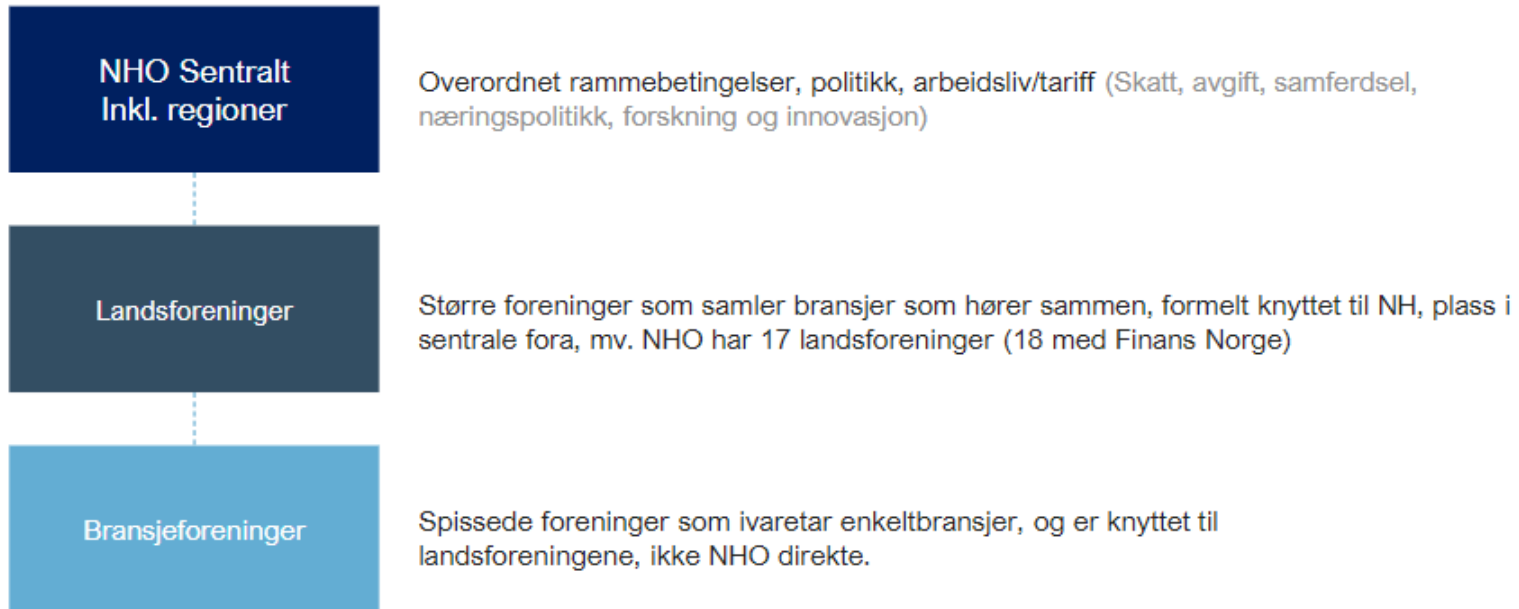 NHO Sentralt
Inkl. regioner
Overordnet rammebetingelser, politikk, arbeidsliv/tariff (Skatt, avgift, samferdsel,
næringspolitikk, forskning og innovasjon)
Landsforeninger
Større foreninger som samler bransjer som hører sammen, formelt knyttet til NH, plass i
sentrale fora, mv. NHO har 17 landsforeninger (18 med Finans Norge)
Bransjeforeninger
Spissede foreninger som ivaretar enkeltbransjer, og er knyttet til
landsforeningene, ikke NHO direkte.